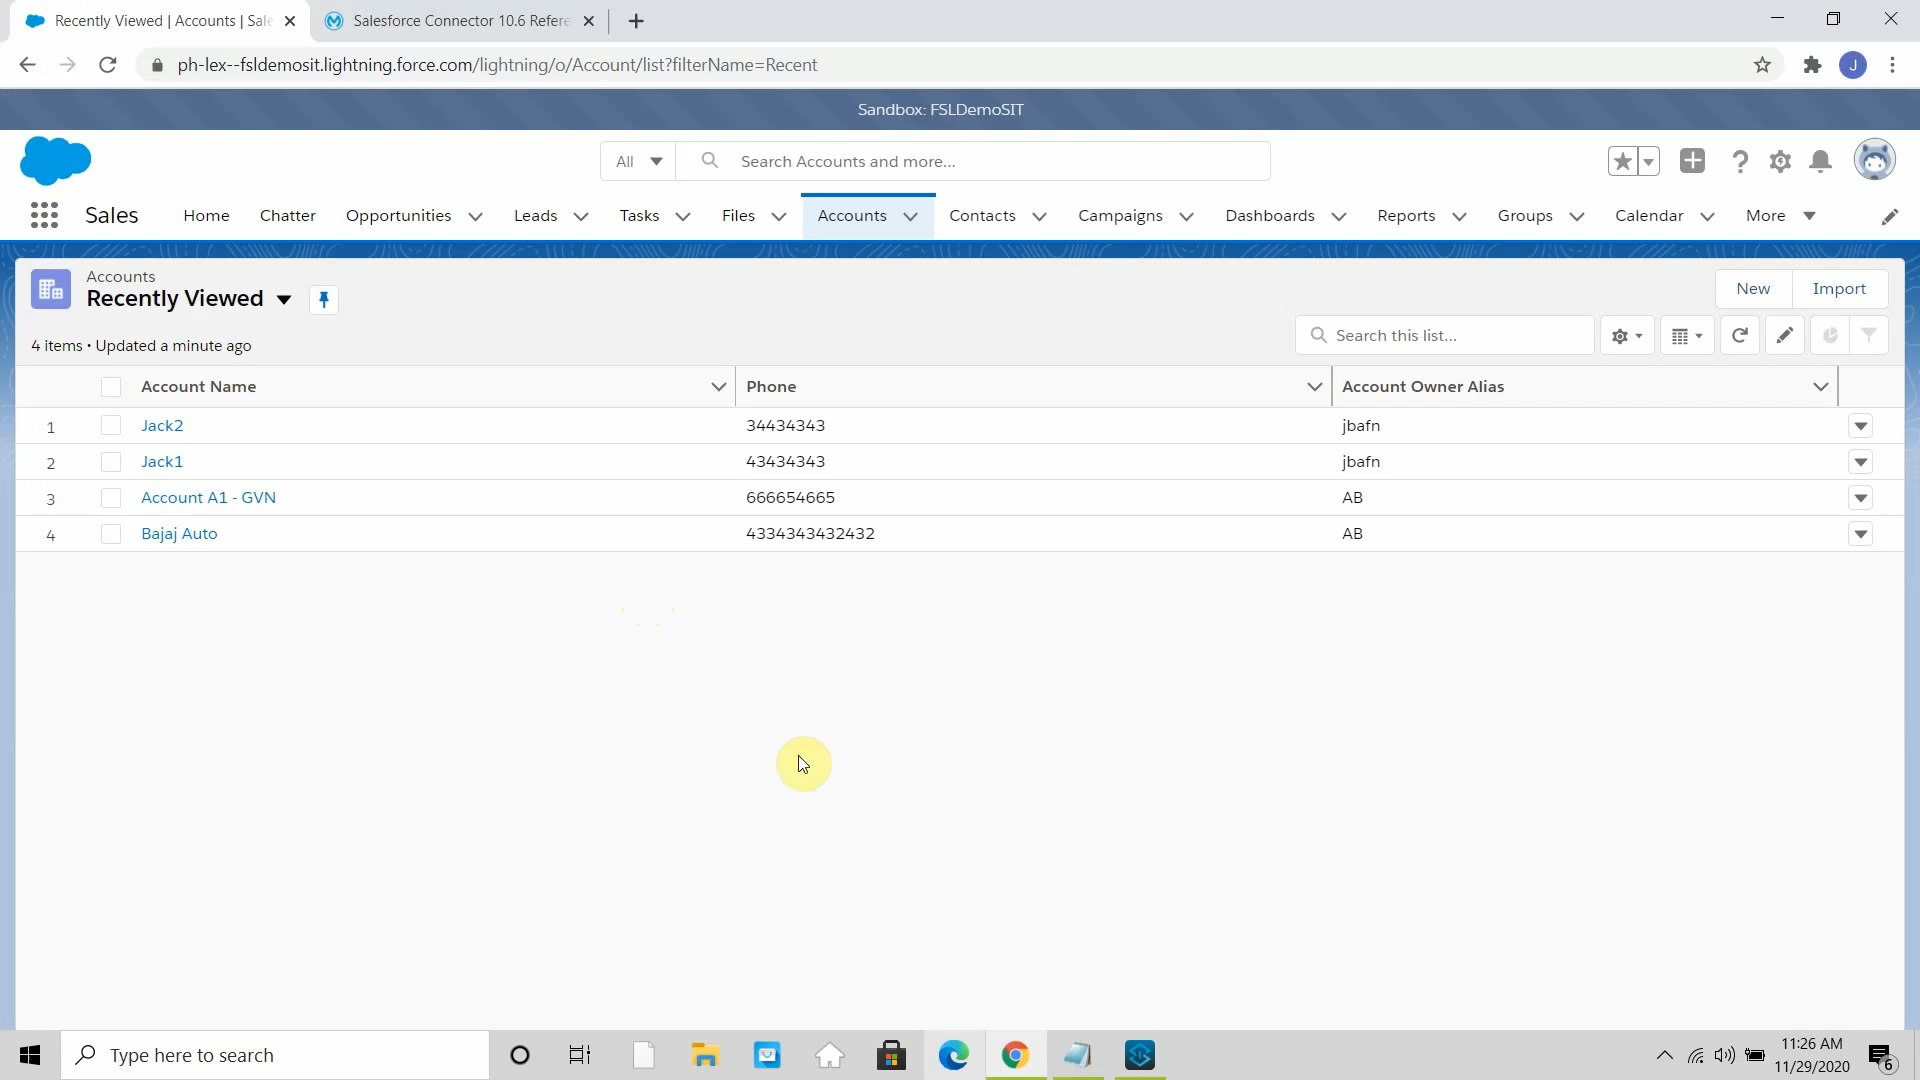 Recently Viewed | Accounts | Sale
Salesforce Connector 10.6 Refere
ph-lex--fsldemosit.lightning.force.com/lightning/o/Account/list?filterName=Recent
J
Sandbox: FSLDemoSIT
All
Search Accounts and more...
Sales
Home
Chatter
Opportunities
Leads
Tasks
Files
Accounts
Contacts
Campaigns
Dashboards
Reports
Groups
Calendar
More
Accounts
Recently Viewed
New
Import
4 items • Updated a minute ago
Search this list...
Account Name Phone Account Owner Alias
1 Jack2 34434343 jbafn
2 Jack1 43434343 jbafn
3 Account A1 - GVN 666654665 AB
4 Bajaj Auto 4334343432432 AB
Type here to search
11:26 AM
11/29/2020
6